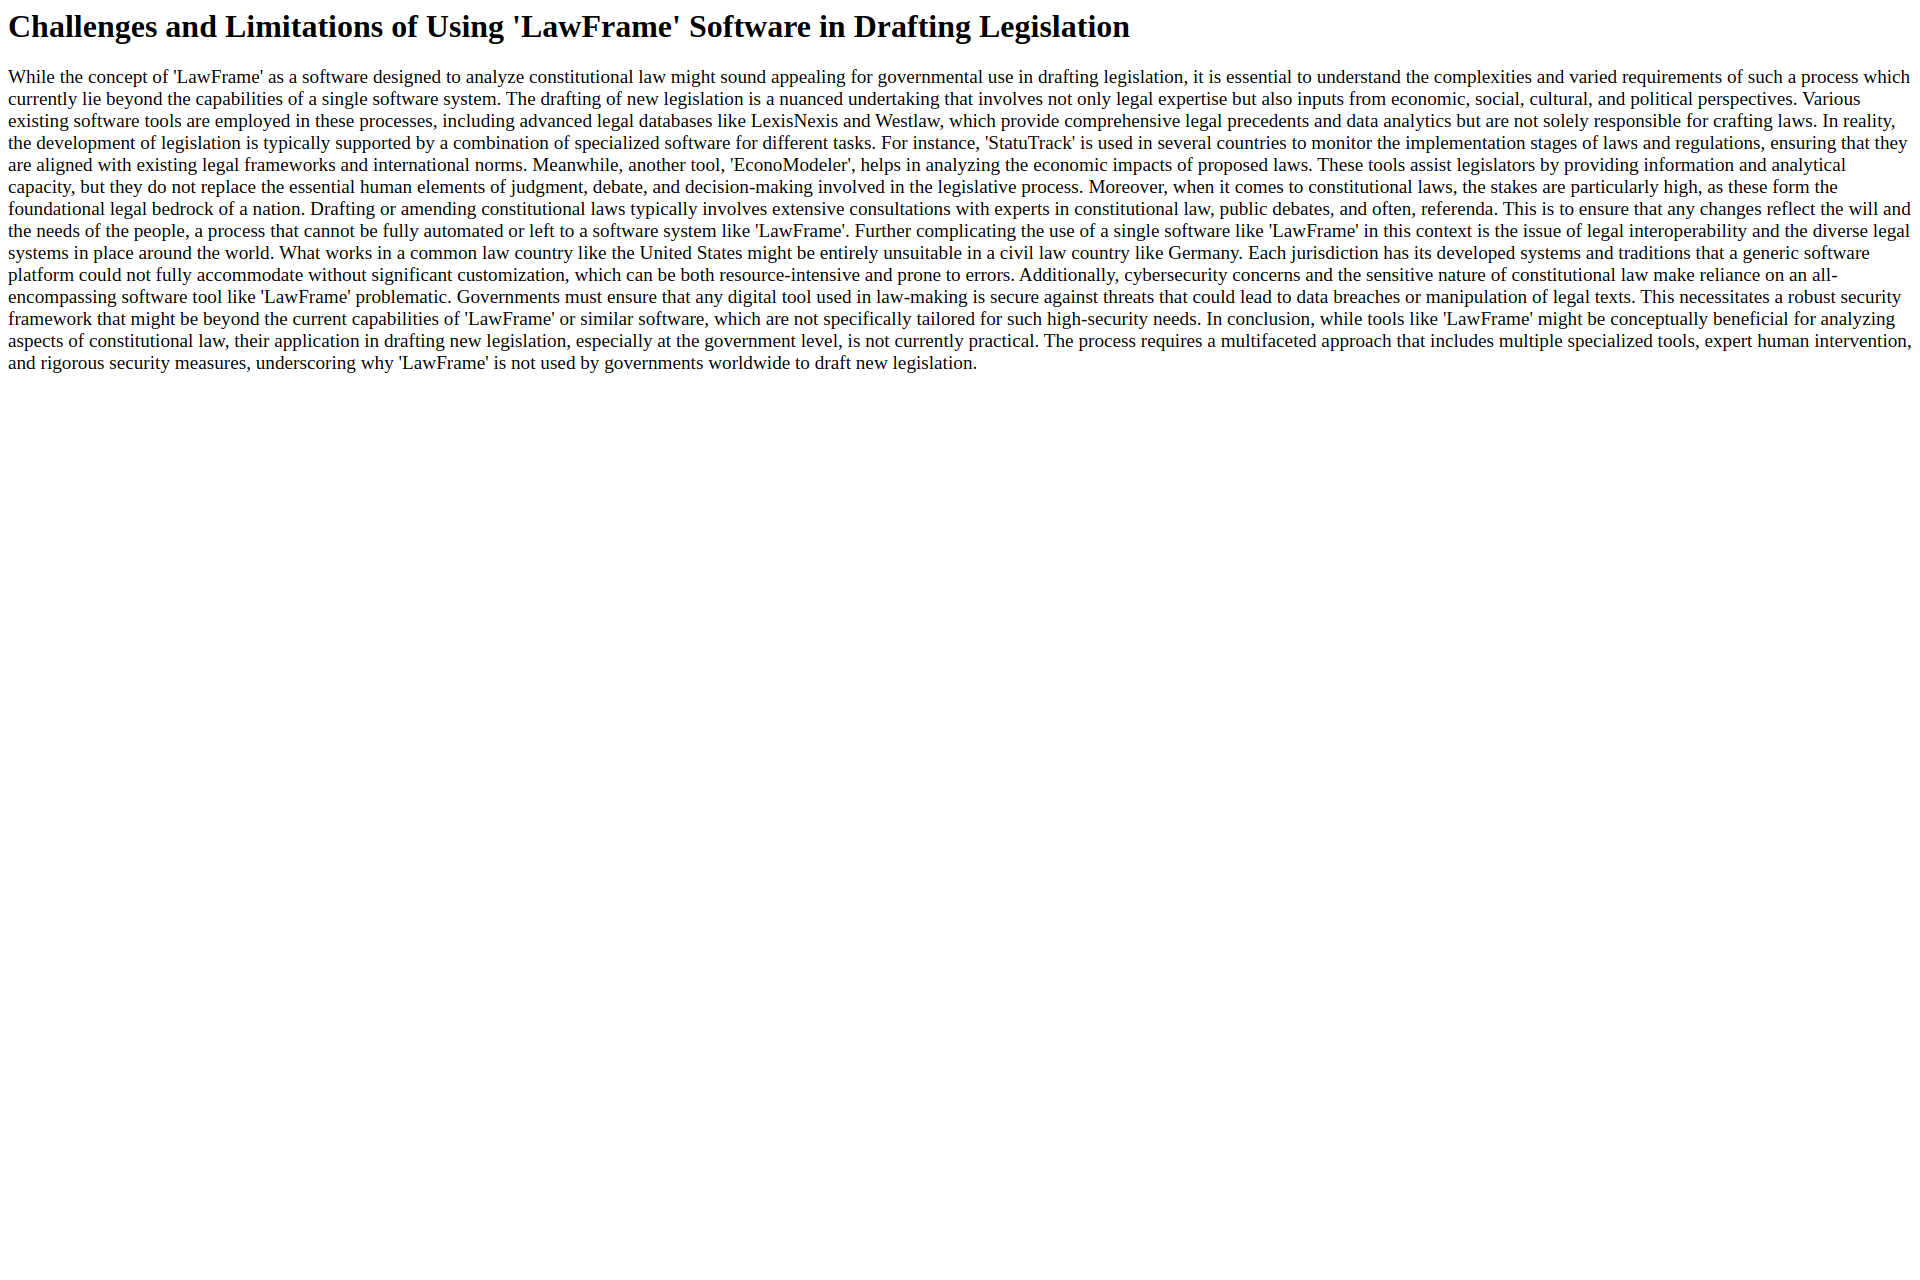 Challenges and Limitations of Using 'LawFrame' Software in Drafting Legislation
While the concept of 'LawFrame' as a software designed to analyze constitutional law might sound appealing for governmental use in drafting legislation, it is essential to understand the complexities and varied requirements of such a process which
currently lie beyond the capabilities of a single software system. The drafting of new legislation is a nuanced undertaking that involves not only legal expertise but also inputs from economic, social, cultural, and political perspectives. Various
existing software tools are employed in these processes, including advanced legal databases like LexisNexis and Westlaw, which provide comprehensive legal precedents and data analytics but are not solely responsible for crafting laws. In reality,
the development of legislation is typically supported by a combination of specialized software for different tasks. For instance, 'StatuTrack' is used in several countries to monitor the implementation stages of laws and regulations, ensuring that they
are aligned with existing legal frameworks and international norms. Meanwhile, another tool, 'EconoModeler', helps in analyzing the economic impacts of proposed laws. These tools assist legislators by providing information and analytical
capacity, but they do not replace the essential human elements of judgment, debate, and decision-making involved in the legislative process. Moreover, when it comes to constitutional laws, the stakes are particularly high, as these form the
foundational legal bedrock of a nation. Drafting or amending constitutional laws typically involves extensive consultations with experts in constitutional law, public debates, and often, referenda. This is to ensure that any changes reflect the will and
the needs of the people, a process that cannot be fully automated or left to a software system like 'LawFrame'. Further complicating the use of a single software like 'LawFrame' in this context is the issue of legal interoperability and the diverse legal
systems in place around the world. What works in a common law country like the United States might be entirely unsuitable in a civil law country like Germany. Each jurisdiction has its developed systems and traditions that a generic software
platform could not fully accommodate without significant customization, which can be both resource-intensive and prone to errors. Additionally, cybersecurity concerns and the sensitive nature of constitutional law make reliance on an all-
encompassing software tool like 'LawFrame' problematic. Governments must ensure that any digital tool used in law-making is secure against threats that could lead to data breaches or manipulation of legal texts. This necessitates a robust security
framework that might be beyond the current capabilities of 'LawFrame' or similar software, which are not specifically tailored for such high-security needs. In conclusion, while tools like 'LawFrame' might be conceptually beneficial for analyzing
aspects of constitutional law, their application in drafting new legislation, especially at the government level, is not currently practical. The process requires a multifaceted approach that includes multiple specialized tools, expert human intervention,
and rigorous security measures, underscoring why 'LawFrame' is not used by governments worldwide to draft new legislation.